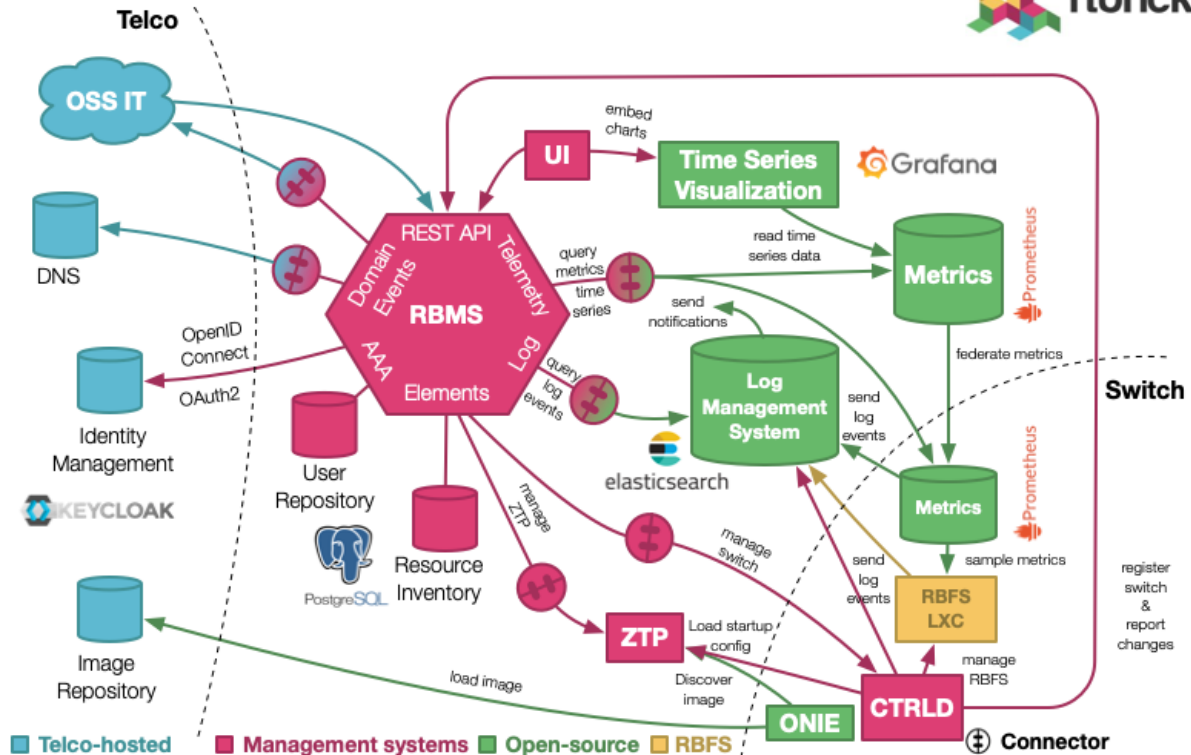 Telco
OSS IT
DNS
OpenID
Connect
OAuth2
Identity
Management
KEYCLOAK
Image
Repository
REST API
Domain
Events
Telemetry
RBMS
AAA
Log
Elements
UI
embed
charts
Time Series
Visualization
Grafana
read time
series data
Metrics
Prometheus
query
metrics
time
series
send
notifications
federate metrics
Switch
query
log
events
Log
Management
System
send
log
events
elasticsearch
User
Repository
PostgreSQL
Resource
Inventory
manage
ZTP
manage
switch
Metrics
Prometheus
sample metrics
send
log
events
RBFS
LXC
register
switch
&
report
changes
ZTP
Load startup
config
Discover
image
manage
RBFS
load image
ONIE
CTRLD
Telco-hosted
Management systems
Open-source
RBFS
Connector